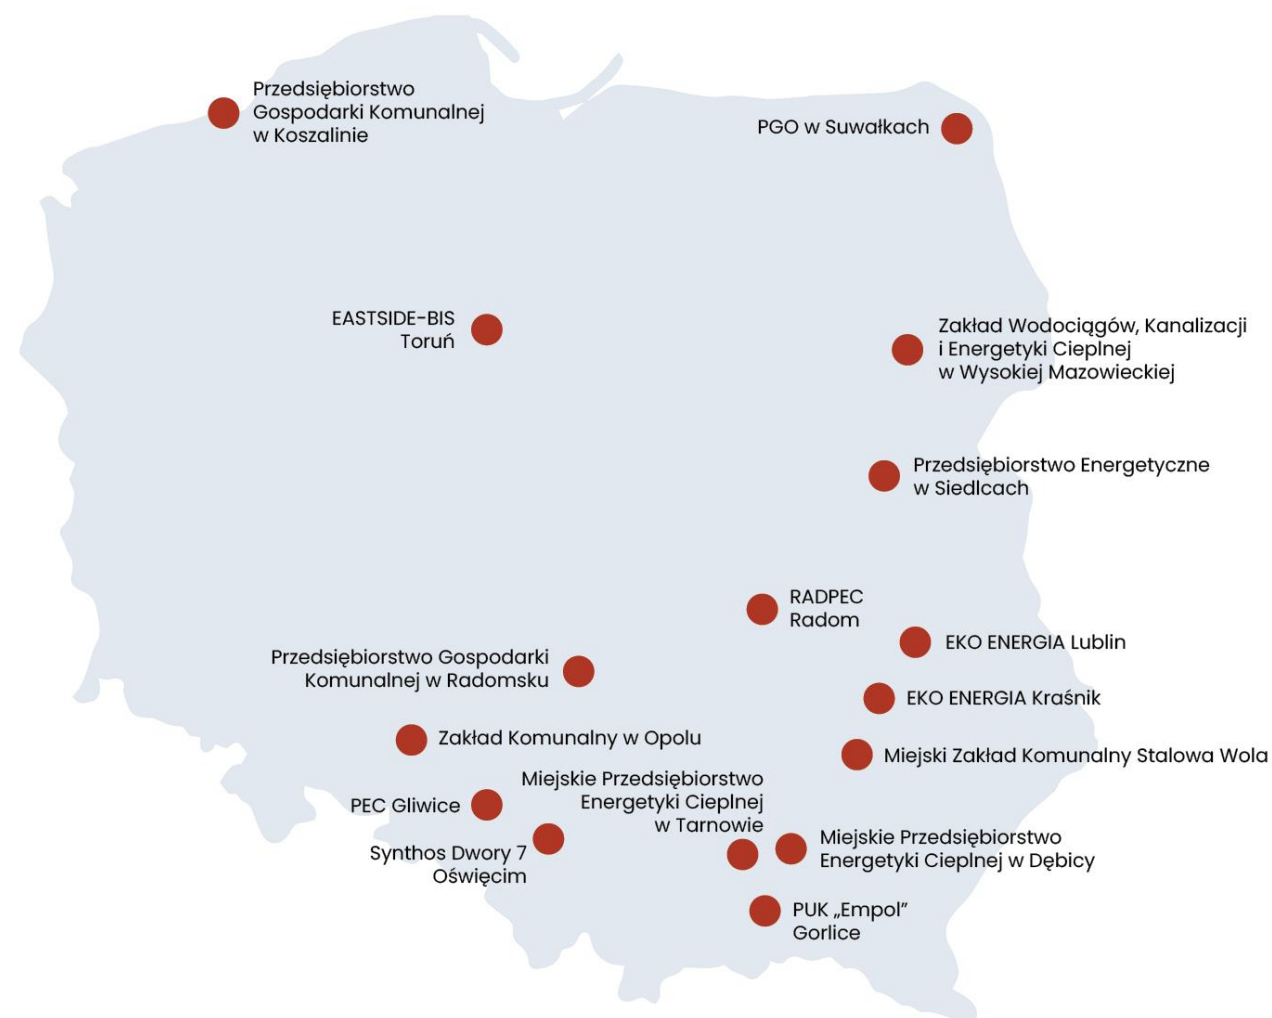 Przedsiębiorstwo
Gospodarki Komunalnej
w Koszalinie
PGO w Suwałkach
EASTSIDE-BIS
Toruń
Zakład Wodociągów, Kanalizacji
i Energetyki Cieplnej
w Wysokiej Mazowieckiej
Przedsiębiorstwo Energetyczne
w Siedlcach
RADPEC
Radom
EKO ENERGIA Lublin
Przedsiębiorstwo Gospodarki
Komunalnej w Radomsku
EKO ENERGIA Kraśnik
Zakład Komunalny w Opolu
Miejski Zakład Komunalny Stalowa Wola
Miejskie Przedsiębiorstwo
Energetyki Cieplnej
w Tarnowie
PEC Gliwice
Synthos Dwory 7
Oświęcim
Miejskie Przedsiębiorstwo
Energetyki Cieplnej w Dębicy
PUK „Empol”
Gorlice